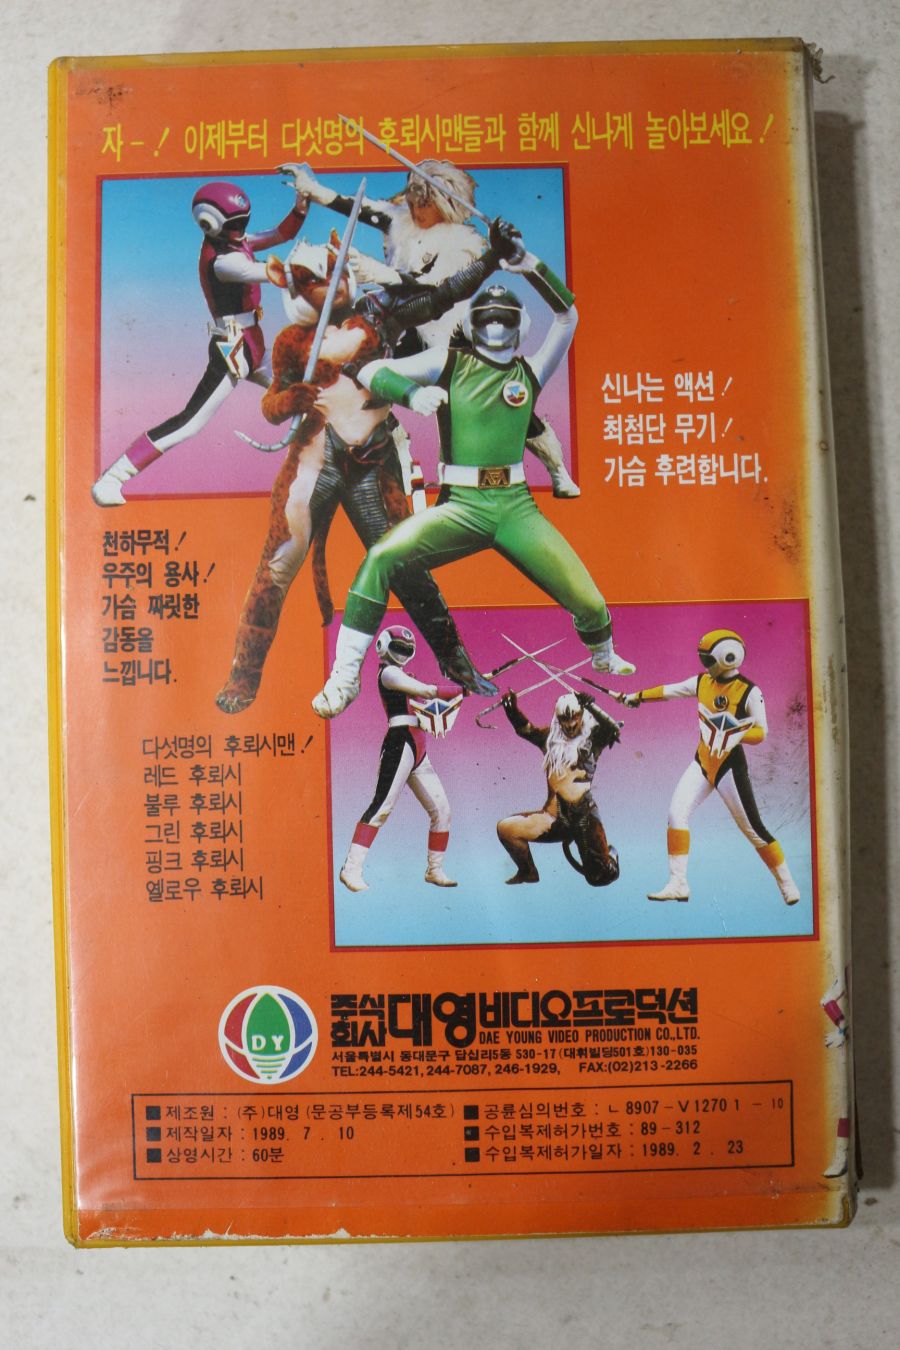 자-! 이제부터 다섯명의 후뢰시맨들과 함께 신나게 놀아보세요!
신나는 액션!
최첨단 무기!
가슴 후련합니다.
천하무적!
우주의 용사!
가슴 짜릿한
감동을
느낍니다.
다섯명의 후뢰시맨!
레드 후뢰시
불루 후뢰시
그린 후뢰시
핑크 후뢰시
옐로우 후뢰시
DY
주식회사 대영비디오프로덕션
DAE YOUNG VIDEO PRODUCTION CO.,LTD.
서울특별시 동대문구 답십리5동 530-17 (대휘빌딩501호) 130-035
TEL:244-5421, 244-7087, 246-1929, FAX:(02)213-2266
■ 제조원 : (주)대영 (문공부등록제54호) ■ 공륜심의번호 : ㄴ 8907-V1270 1-10
■ 제작일자 : 1989. 7. 10 ■ 수입복제허가번호 : 89-312
■ 상영시간 : 60분 ■ 수입복제허가일자 : 1989. 2. 23